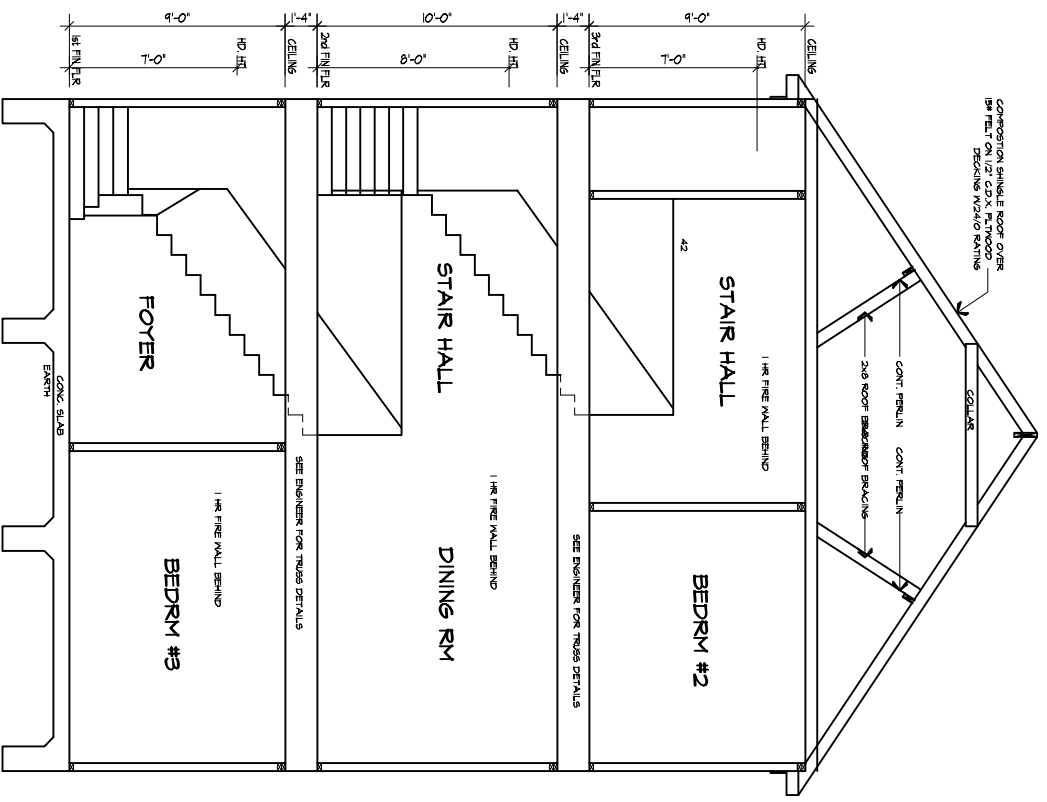 COMPOSTION SHINGLE ROOF OVER
15# FELT ON 1/2" C.D.X. PLYWOOD
DECKING W/24/0 RATING
COLLAR
CONT. PERLIN
CONT. PERLIN
2x8 ROOF
ROOF BRACING
CEILING
HD. HT.
9'-0"
7'-0"
3rd FIN. FLR
42
STAIR HALL
1 HR FIRE WALL BEHIND
BEDRM #2
1'-4"
SEE ENGINEER FOR TRUSS DETAILS
CEILING
HD. HT.
10'-0"
8'-0"
2nd FIN. FLR
STAIR HALL
1 HR FIRE WALL BEHIND
DINING RM
1'-4"
SEE ENGINEER FOR TRUSS DETAILS
CEILING
HD. HT.
9'-0"
7'-0"
1st FIN. FLR
FOYER
1 HR FIRE WALL BEHIND
BEDRM #3
CONC. SLAB
EARTH